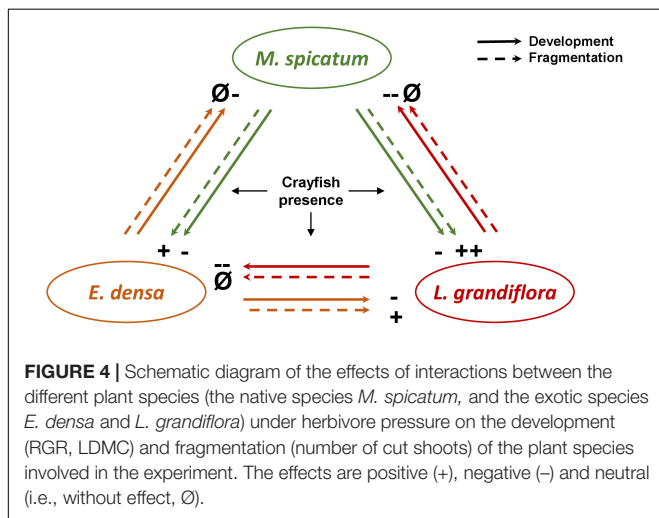 M. spicatum
Development
Fragmentation
Ø- --Ø
Crayfish
presence
+ - - ++
--
Ø
E. densa
L. grandiflora
-
+
FIGURE 4 | Schematic diagram of the effects of interactions between the
different plant species (the native species M. spicatum, and the exotic species
E. densa and L. grandiflora) under herbivore pressure on the development
(RGR, LDMC) and fragmentation (number of cut shoots) of the plant species
involved in the experiment. The effects are positive (+), negative (–) and neutral
(i.e., without effect, Ø).